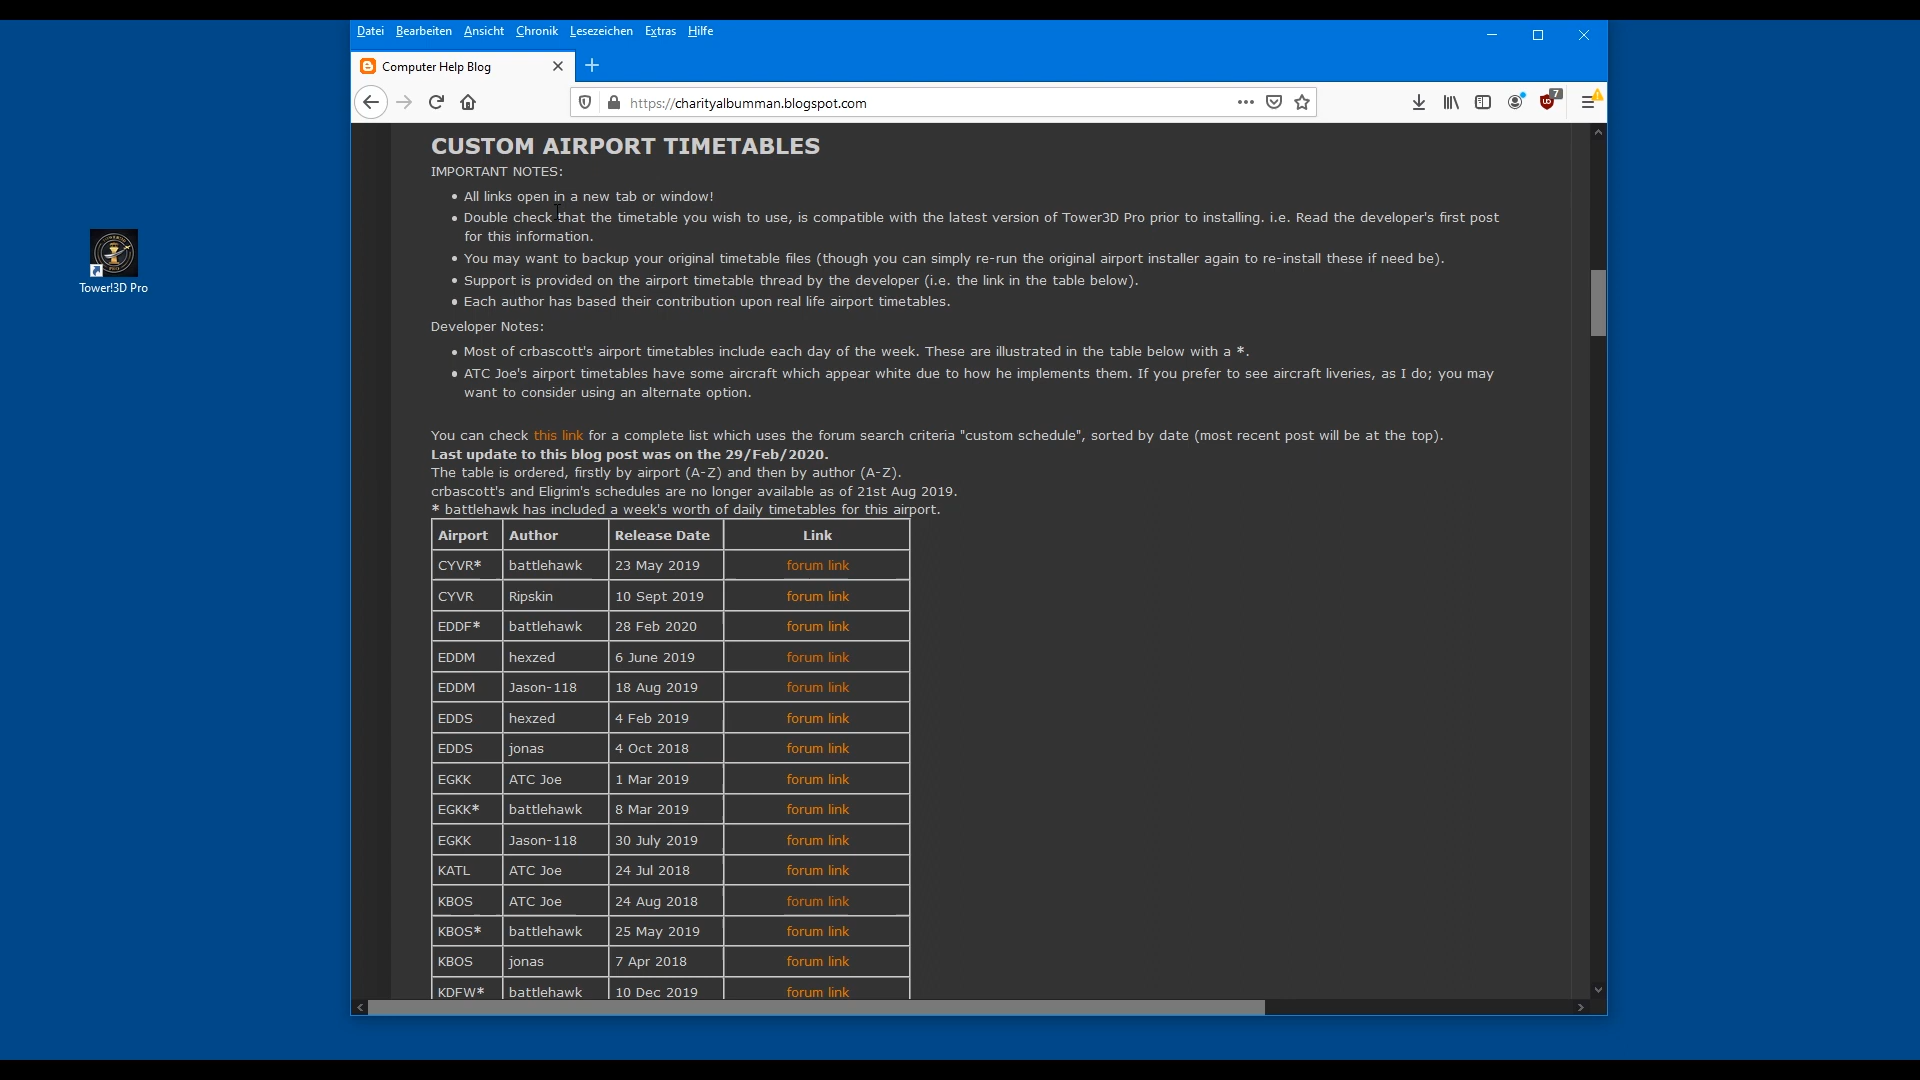 Datei Bearbeiten Ansicht Chronik Lesezeichen Extras Hilfe
Computer Help Blog
https://charityalbumman.blogspot.com
7
CUSTOM AIRPORT TIMETABLES
IMPORTANT NOTES:
• All links open in a new tab or window!
• Double check that the timetable you wish to use, is compatible with the latest version of Tower3D Pro prior to installing. i.e. Read the developer's first post
for this information.
• You may want to backup your original timetable files (though you can simply re-run the original airport installer again to re-install these if need be).
• Support is provided on the airport timetable thread by the developer (i.e. the link in the table below).
• Each author has based their contribution upon real life airport timetables.
Developer Notes:
• Most of crbascott's airport timetables include each day of the week. These are illustrated in the table below with a *.
• ATC Joe's airport timetables have some aircraft which appear white due to how he implements them. If you prefer to see aircraft liveries, as I do; you may
want to consider using an alternate option.
You can check this link for a complete list which uses the forum search criteria "custom schedule", sorted by date (most recent post will be at the top).
Last update to this blog post was on the 29/Feb/2020.
The table is ordered, firstly by airport (A-Z) and then by author (A-Z).
crbascott's and Eligrim's schedules are no longer available as of 21st Aug 2019.
* battlehawk has included a week's worth of daily timetables for this airport.
Airport Author Release Date Link
CYVR* battlehawk 23 May 2019 forum link
CYVR Ripskin 10 Sept 2019 forum link
EDDF* battlehawk 28 Feb 2020 forum link
EDDM hexzed 6 June 2019 forum link
EDDM Jason-118 18 Aug 2019 forum link
EDDS hexzed 4 Feb 2019 forum link
EDDS jonas 4 Oct 2018 forum link
EGKK ATC Joe 1 Mar 2019 forum link
EGKK* battlehawk 8 Mar 2019 forum link
EGKK Jason-118 30 July 2019 forum link
KATL ATC Joe 24 Jul 2018 forum link
KBOS ATC Joe 24 Aug 2018 forum link
KBOS* battlehawk 25 May 2019 forum link
KBOS jonas 7 Apr 2018 forum link
KDFW* battlehawk 10 Dec 2019 forum link
Tower!3D Pro